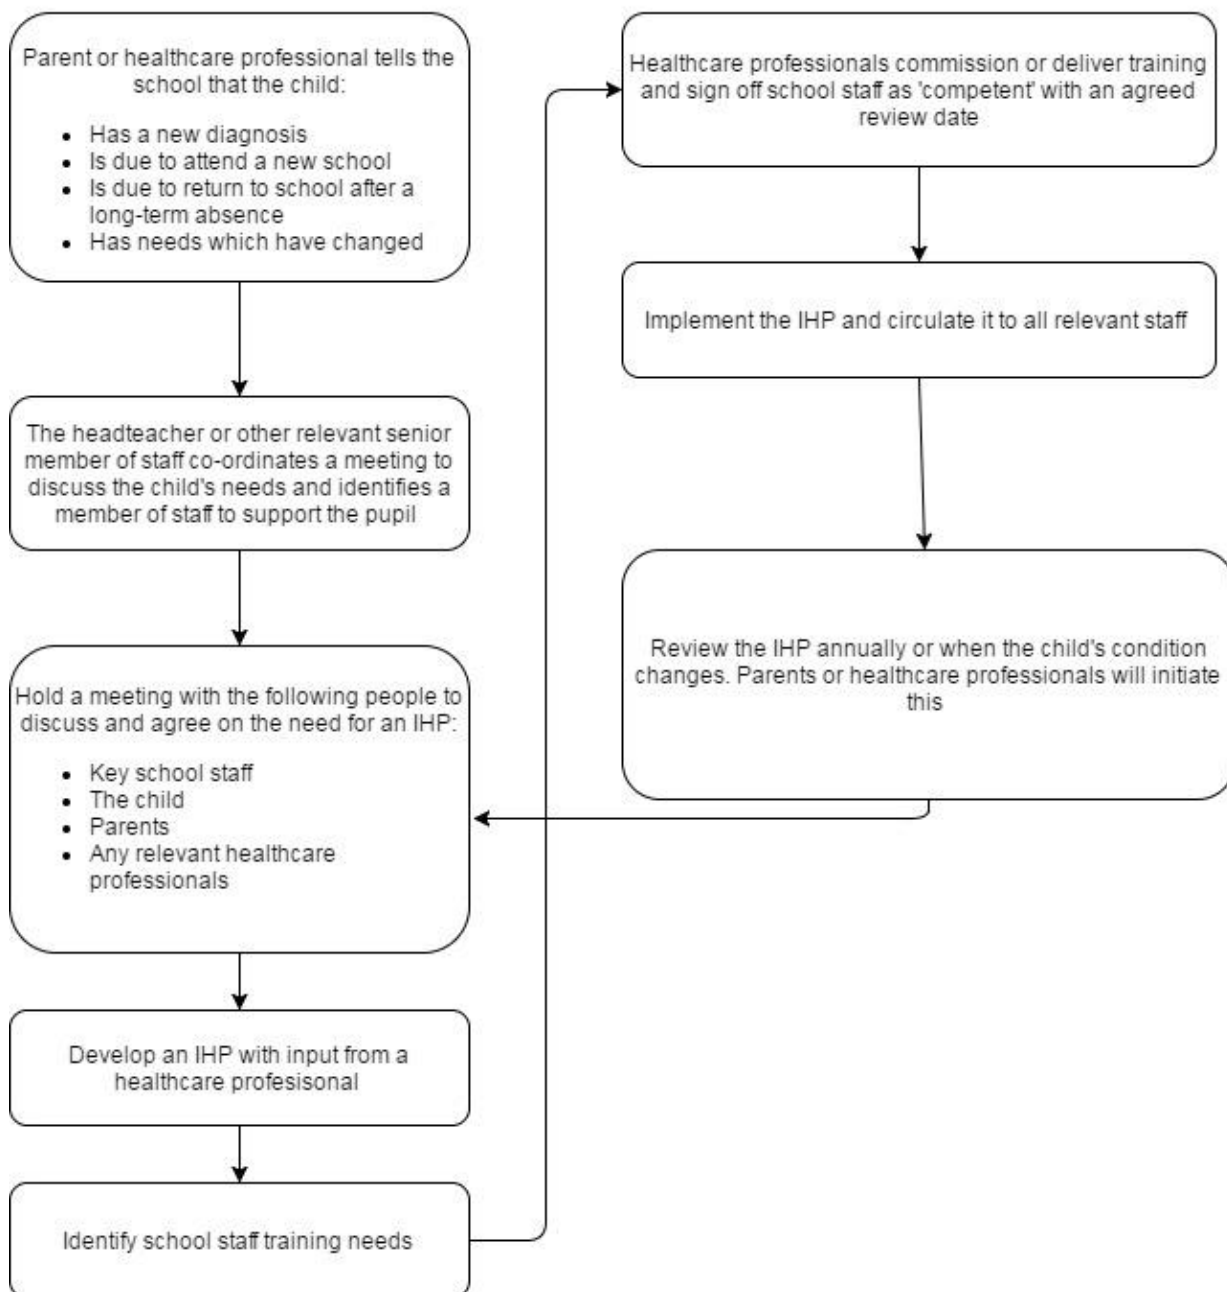 Parent or healthcare professional tells the
school that the child:
• Has a new diagnosis
• Is due to attend a new school
• Is due to return to school after a
long-term absence
• Has needs which have changed
The headteacher or other relevant senior
member of staff co-ordinates a meeting to
discuss the child's needs and identifies a
member of staff to support the pupil
Hold a meeting with the following people to
discuss and agree on the need for an IHP:
• Key school staff
• The child
• Parents
• Any relevant healthcare
professionals
Develop an IHP with input from a
healthcare profesisonal
Identify school staff training needs
Healthcare professionals commission or deliver training
and sign off school staff as 'competent' with an agreed
review date
Implement the IHP and circulate it to all relevant staff
Review the IHP annually or when the child's condition
changes. Parents or healthcare professionals will initiate
this